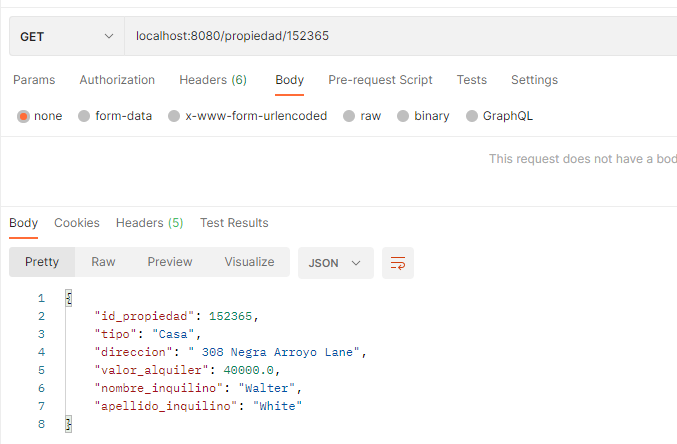 GET localhost:8080/propiedad/152365
Params Authorization Headers (6) Body Pre-request Script Tests Settings
none form-data x-www-form-urlencoded raw binary GraphQL
This request does not have a bod
Body Cookies Headers (5) Test Results
Pretty Raw Preview Visualize JSON
1 {
2 "id_propiedad": 152365,
3 "tipo": "Casa",
4 "direccion": " 308 Negra Arroyo Lane",
5 "valor_alquiler": 40000.0,
6 "nombre_inquilino": "Walter",
7 "apellido_inquilino": "White"
8 }